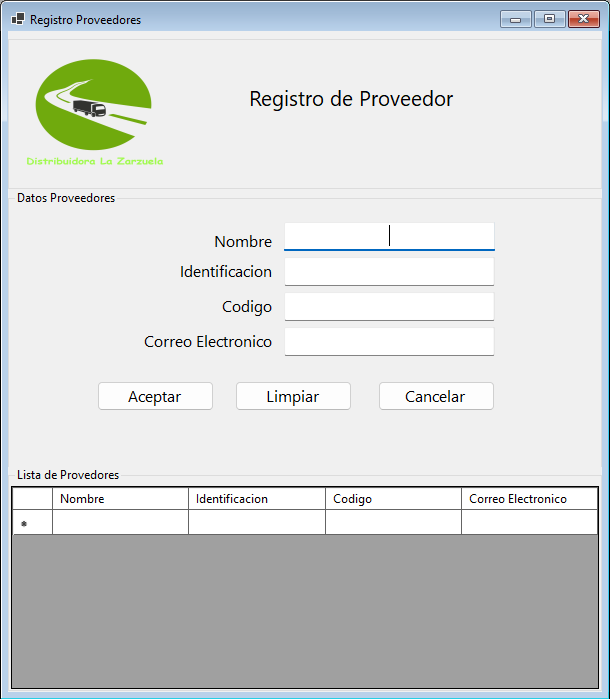 Registro Proveedores
Registro de Proveedor
Distribuidora La Zarzuela
Datos Proveedores
Nombre
Identificacion
Codigo
Correo Electronico
Aceptar Limpiar Cancelar
Lista de Provedores
Nombre Identificacion Codigo Correo Electronico